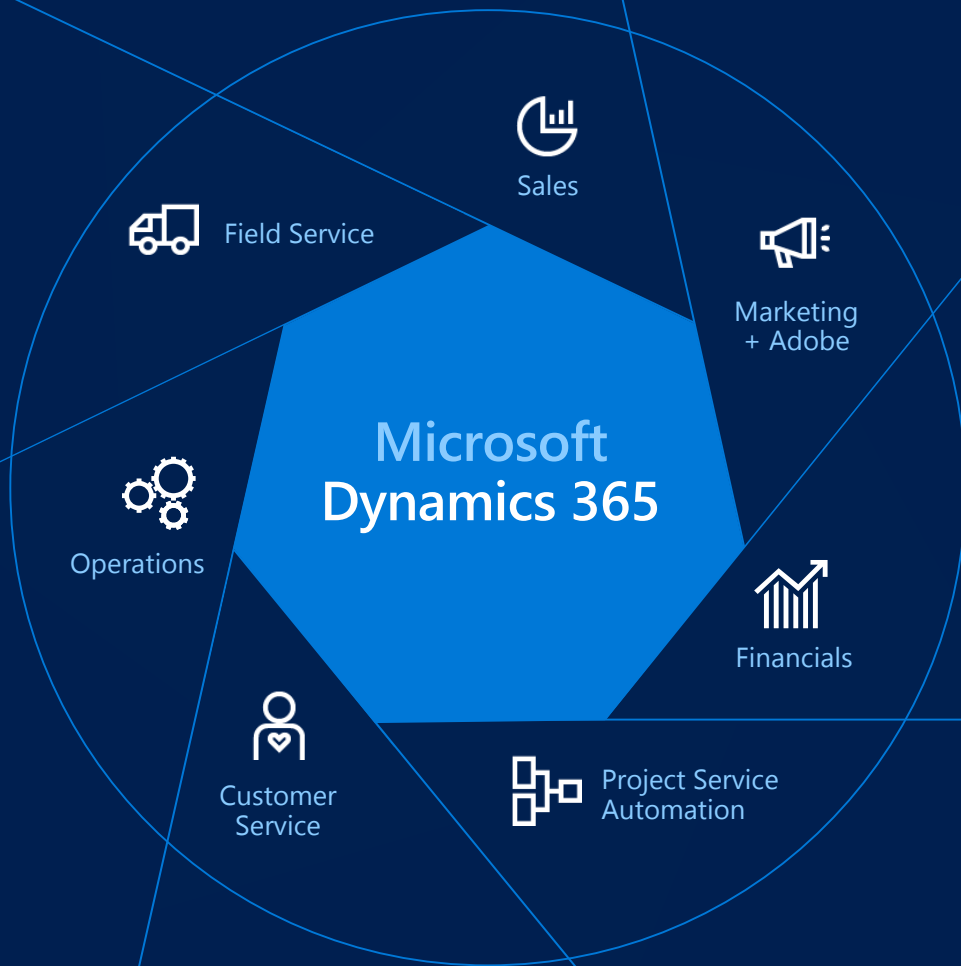 Sales
Field Service
Marketing
+ Adobe
Microsoft
Dynamics 365
Operations
Financials
Customer
Service
Project Service
Automation